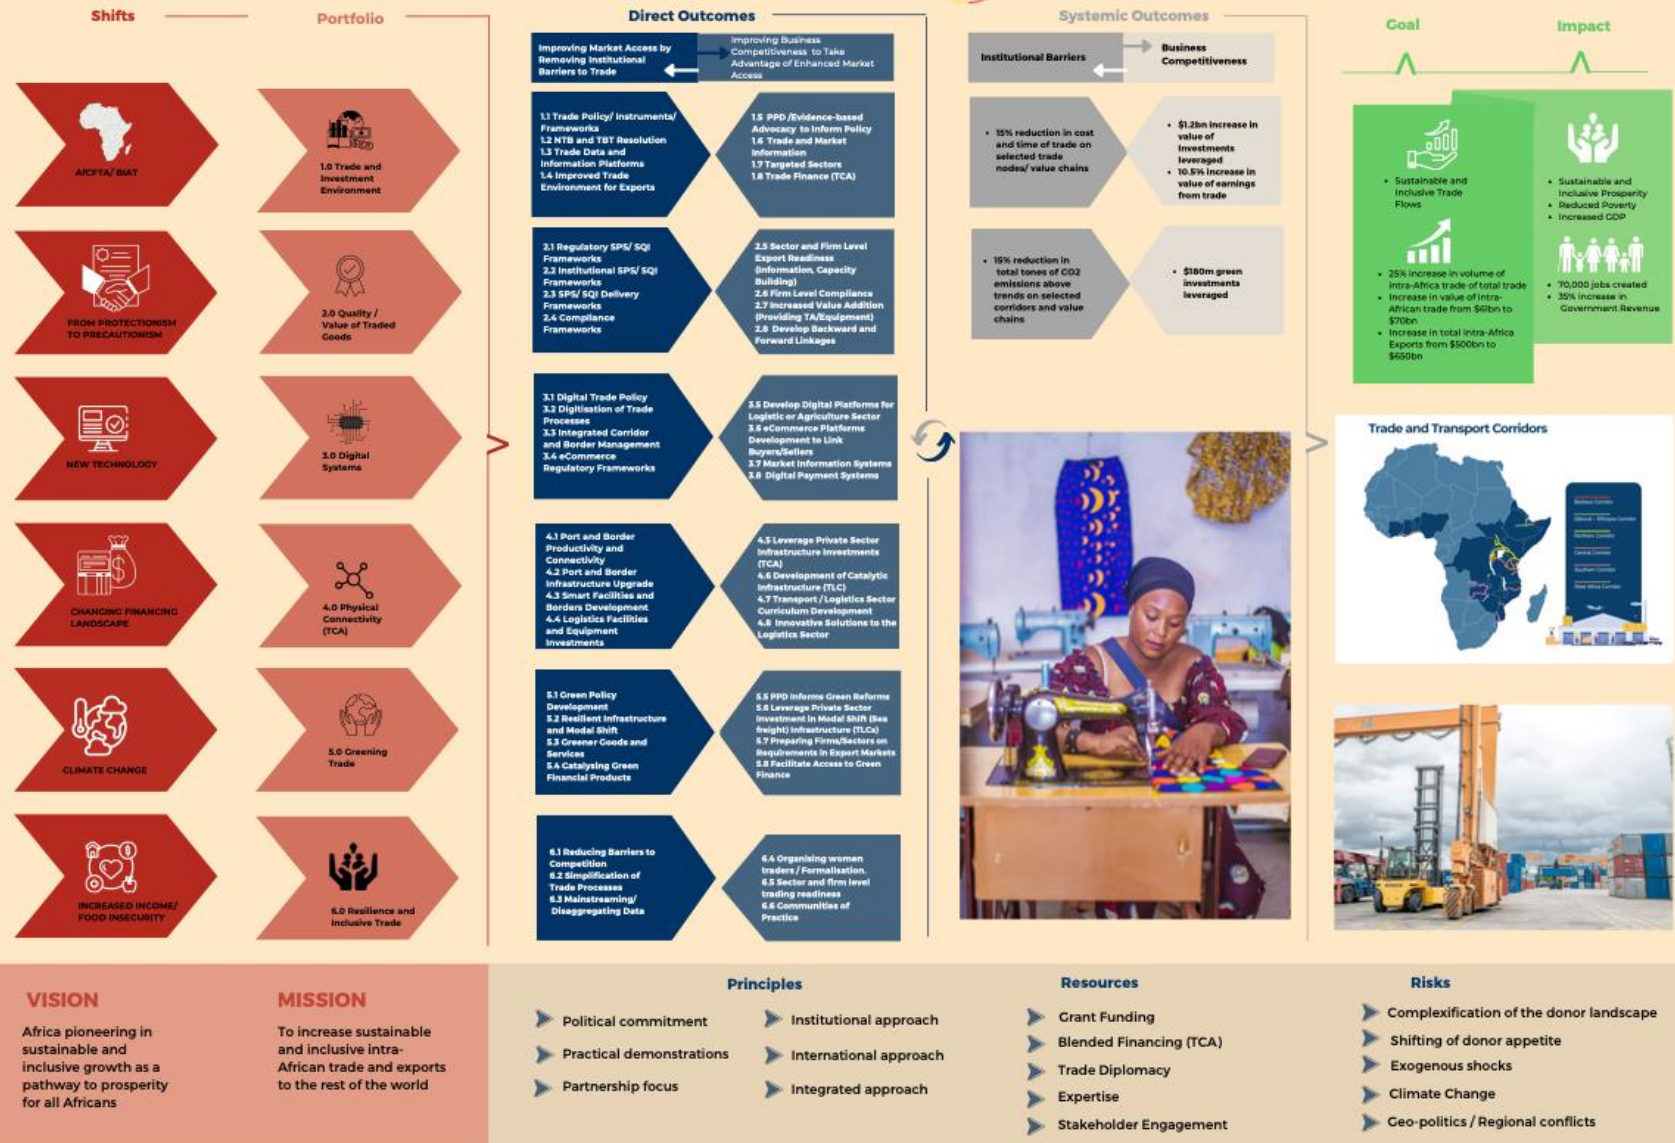 Shifts
Portfolio
Direct Outcomes
Systemic Outcomes
Goal
Impact
Improving Market Access by
Removing Institutional
Barriers to Trade
Improving Business
Competitiveness to Take
Advantage of Enhanced Market
Access
Institutional Barriers
Business
Competitiveness
AfCFTA/ BIAT
1.0 Trade and
Investment
Environment
1.1 Trade Policy/ Instruments/
Frameworks
1.2 NTB and TBT Resolution
1.3 Trade Data and
Information Platforms
1.4 Improved Trade
Environment for Exports
1.5 PPD /Evidence-based
Advocacy to Inform Policy
1.6 Trade and Market
Information
1.7 Targeted Sectors
1.8 Trade Finance (TCA)
• 15% reduction in cost
and time of trade on
selected trade
nodes/ value chains
• $1.2bn increase in
value of
Investments
leveraged
• 10.5% increase in
value of earnings
from trade
• Sustainable and
Inclusive Trade
Flows
• 25% increase in volume of
Intra-Africa trade of total trade
• Increase in value of Intra-
African trade from $61bn to
$70bn
• Increase in total Intra-Africa
Exports from $500bn to
$650bn
• Sustainable and
Inclusive Prosperity
• Reduced Poverty
• Increased GDP
• 70,000 jobs created
• 35% increase in
Government Revenue
FROM PROTECTIONISM
TO PRECAUTIONISM
2.0 Quality /
Value of Traded
Goods
2.1 Regulatory SPS/ SQI
Frameworks
2.2 Institutional SPS/ SQI
Frameworks
2.3 SPS/ SQI Delivery
Frameworks
2.4 Compliance
Frameworks
2.5 Sector and Firm Level
Export Readiness
(Information, Capacity
Building)
2.6 Firm Level Compliance
2.7 Increased Value Addition
(Providing TA/Equipment)
2.8 Develop Backward and
Forward Linkages
• 15% reduction in
total tones of CO2
emissions above
trends on selected
corridors and value
chains
• $180m green
investments
leveraged
NEW TECHNOLOGY
3.0 Digital
Systems
3.1 Digital Trade Policy
3.2 Digitisation of Trade
Processes
3.3 Integrated Corridor
and Border Management
3.4 eCommerce
Regulatory Frameworks
3.5 Develop Digital Platforms for
Logistic or Agriculture Sector
3.6 eCommerce Platforms
Development to Link
Buyers/Sellers
3.7 Market Information Systems
3.8 Digital Payment Systems
Trade and Transport Corridors
Northern Corridor
Central Corridor
Southern Corridor
West Africa Corridor
CHANGING FINANCING
LANDSCAPE
4.0 Physical
Connectivity
(TCA)
4.1 Port and Border
Productivity and
Connectivity
4.2 Port and Border
Infrastructure Upgrade
4.3 Smart Facilities and
Borders Development
4.4 Logistics Facilities
and Equipment
Investments
4.5 Leverage Private Sector
Infrastructure Investments
(TCA)
4.6 Development of Catalytic
Infrastructure (TLC)
4.7 Transport / Logistics Sector
Curriculum Development
4.8 Innovative Solutions to the
Logistics Sector
CLIMATE CHANGE
5.0 Greening
Trade
5.1 Green Policy
Development
5.2 Resilient Infrastructure
and Modal Shift
5.3 Greener Goods and
Services
5.4 Catalysing Green
Financial Products
5.5 PPD Informs Green Reforms
5.6 Leverage Private Sector
Investment in Modal Shift (Sea
freight) Infrastructure (TLCs)
5.7 Preparing Firms/Sectors on
Requirements in Export Markets
5.8 Facilitate Access to Green
Finance
INCREASED INCOME/
FOOD INSECURITY
6.0 Resilience and
Inclusive Trade
6.1 Reducing Barriers to
Competition
6.2 Simplification of
Trade Processes
6.3 Mainstreaming/
Disaggregating Data
6.4 Organising women
traders / Formalisation.
6.5 Sector and firm level
trading readiness
6.6 Communities of
Practice
VISION
Africa pioneering in
sustainable and
inclusive growth as a
pathway to prosperity
for all Africans
MISSION
To increase sustainable
and inclusive intra-
African trade and exports
to the rest of the world
Principles
Political commitment
Practical demonstrations
Partnership focus
Institutional approach
International approach
Integrated approach
Resources
Grant Funding
Blended Financing (TCA)
Trade Diplomacy
Expertise
Stakeholder Engagement
Risks
Complexification of the donor landscape
Shifting of donor appetite
Exogenous shocks
Climate Change
Geo-politics / Regional conflicts